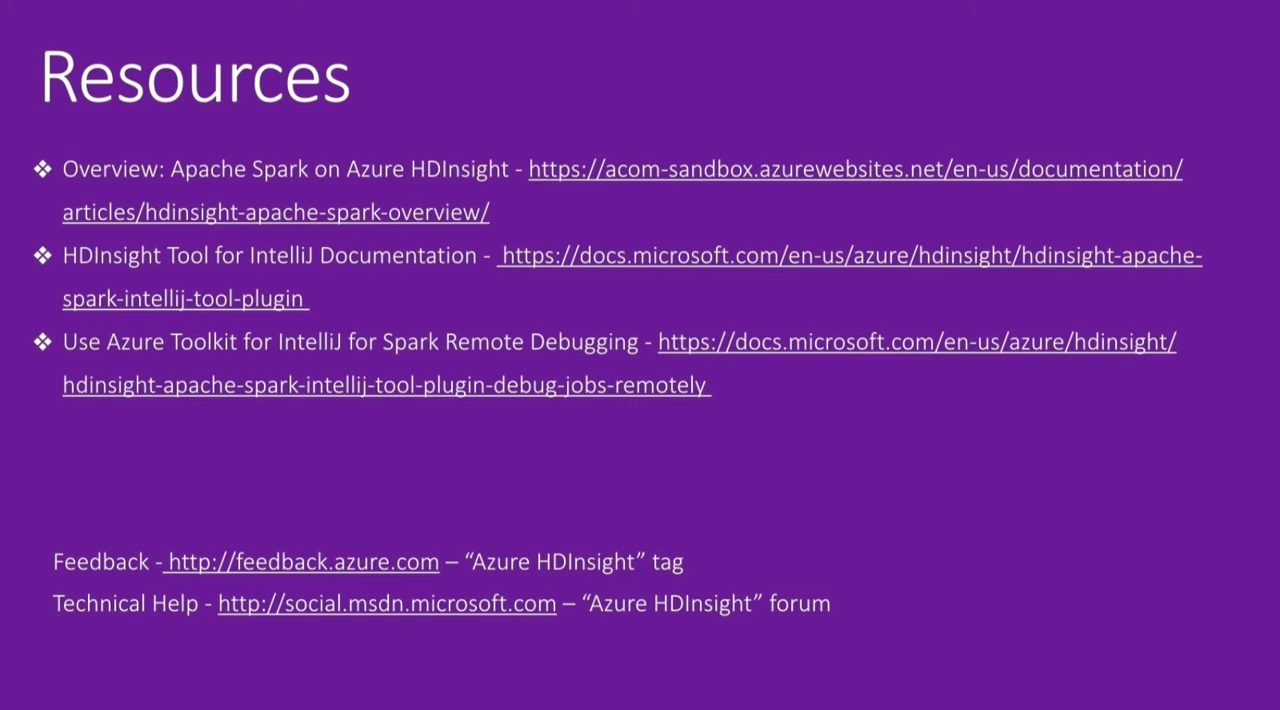 Resources
❖ Overview: Apache Spark on Azure HDInsight - https://acom-sandbox.azurewebsites.net/en-us/documentation/
articles/hdinsight-apache-spark-overview/
❖ HDInsight Tool for IntelliJ Documentation - https://docs.microsoft.com/en-us/azure/hdinsight/hdinsight-apache-
spark-intellij-tool-plugin
❖ Use Azure Toolkit for IntelliJ for Spark Remote Debugging - https://docs.microsoft.com/en-us/azure/hdinsight/
hdinsight-apache-spark-intellij-tool-plugin-debug-jobs-remotely
Feedback - http://feedback.azure.com – “Azure HDInsight” tag
Technical Help - http://social.msdn.microsoft.com – “Azure HDInsight” forum